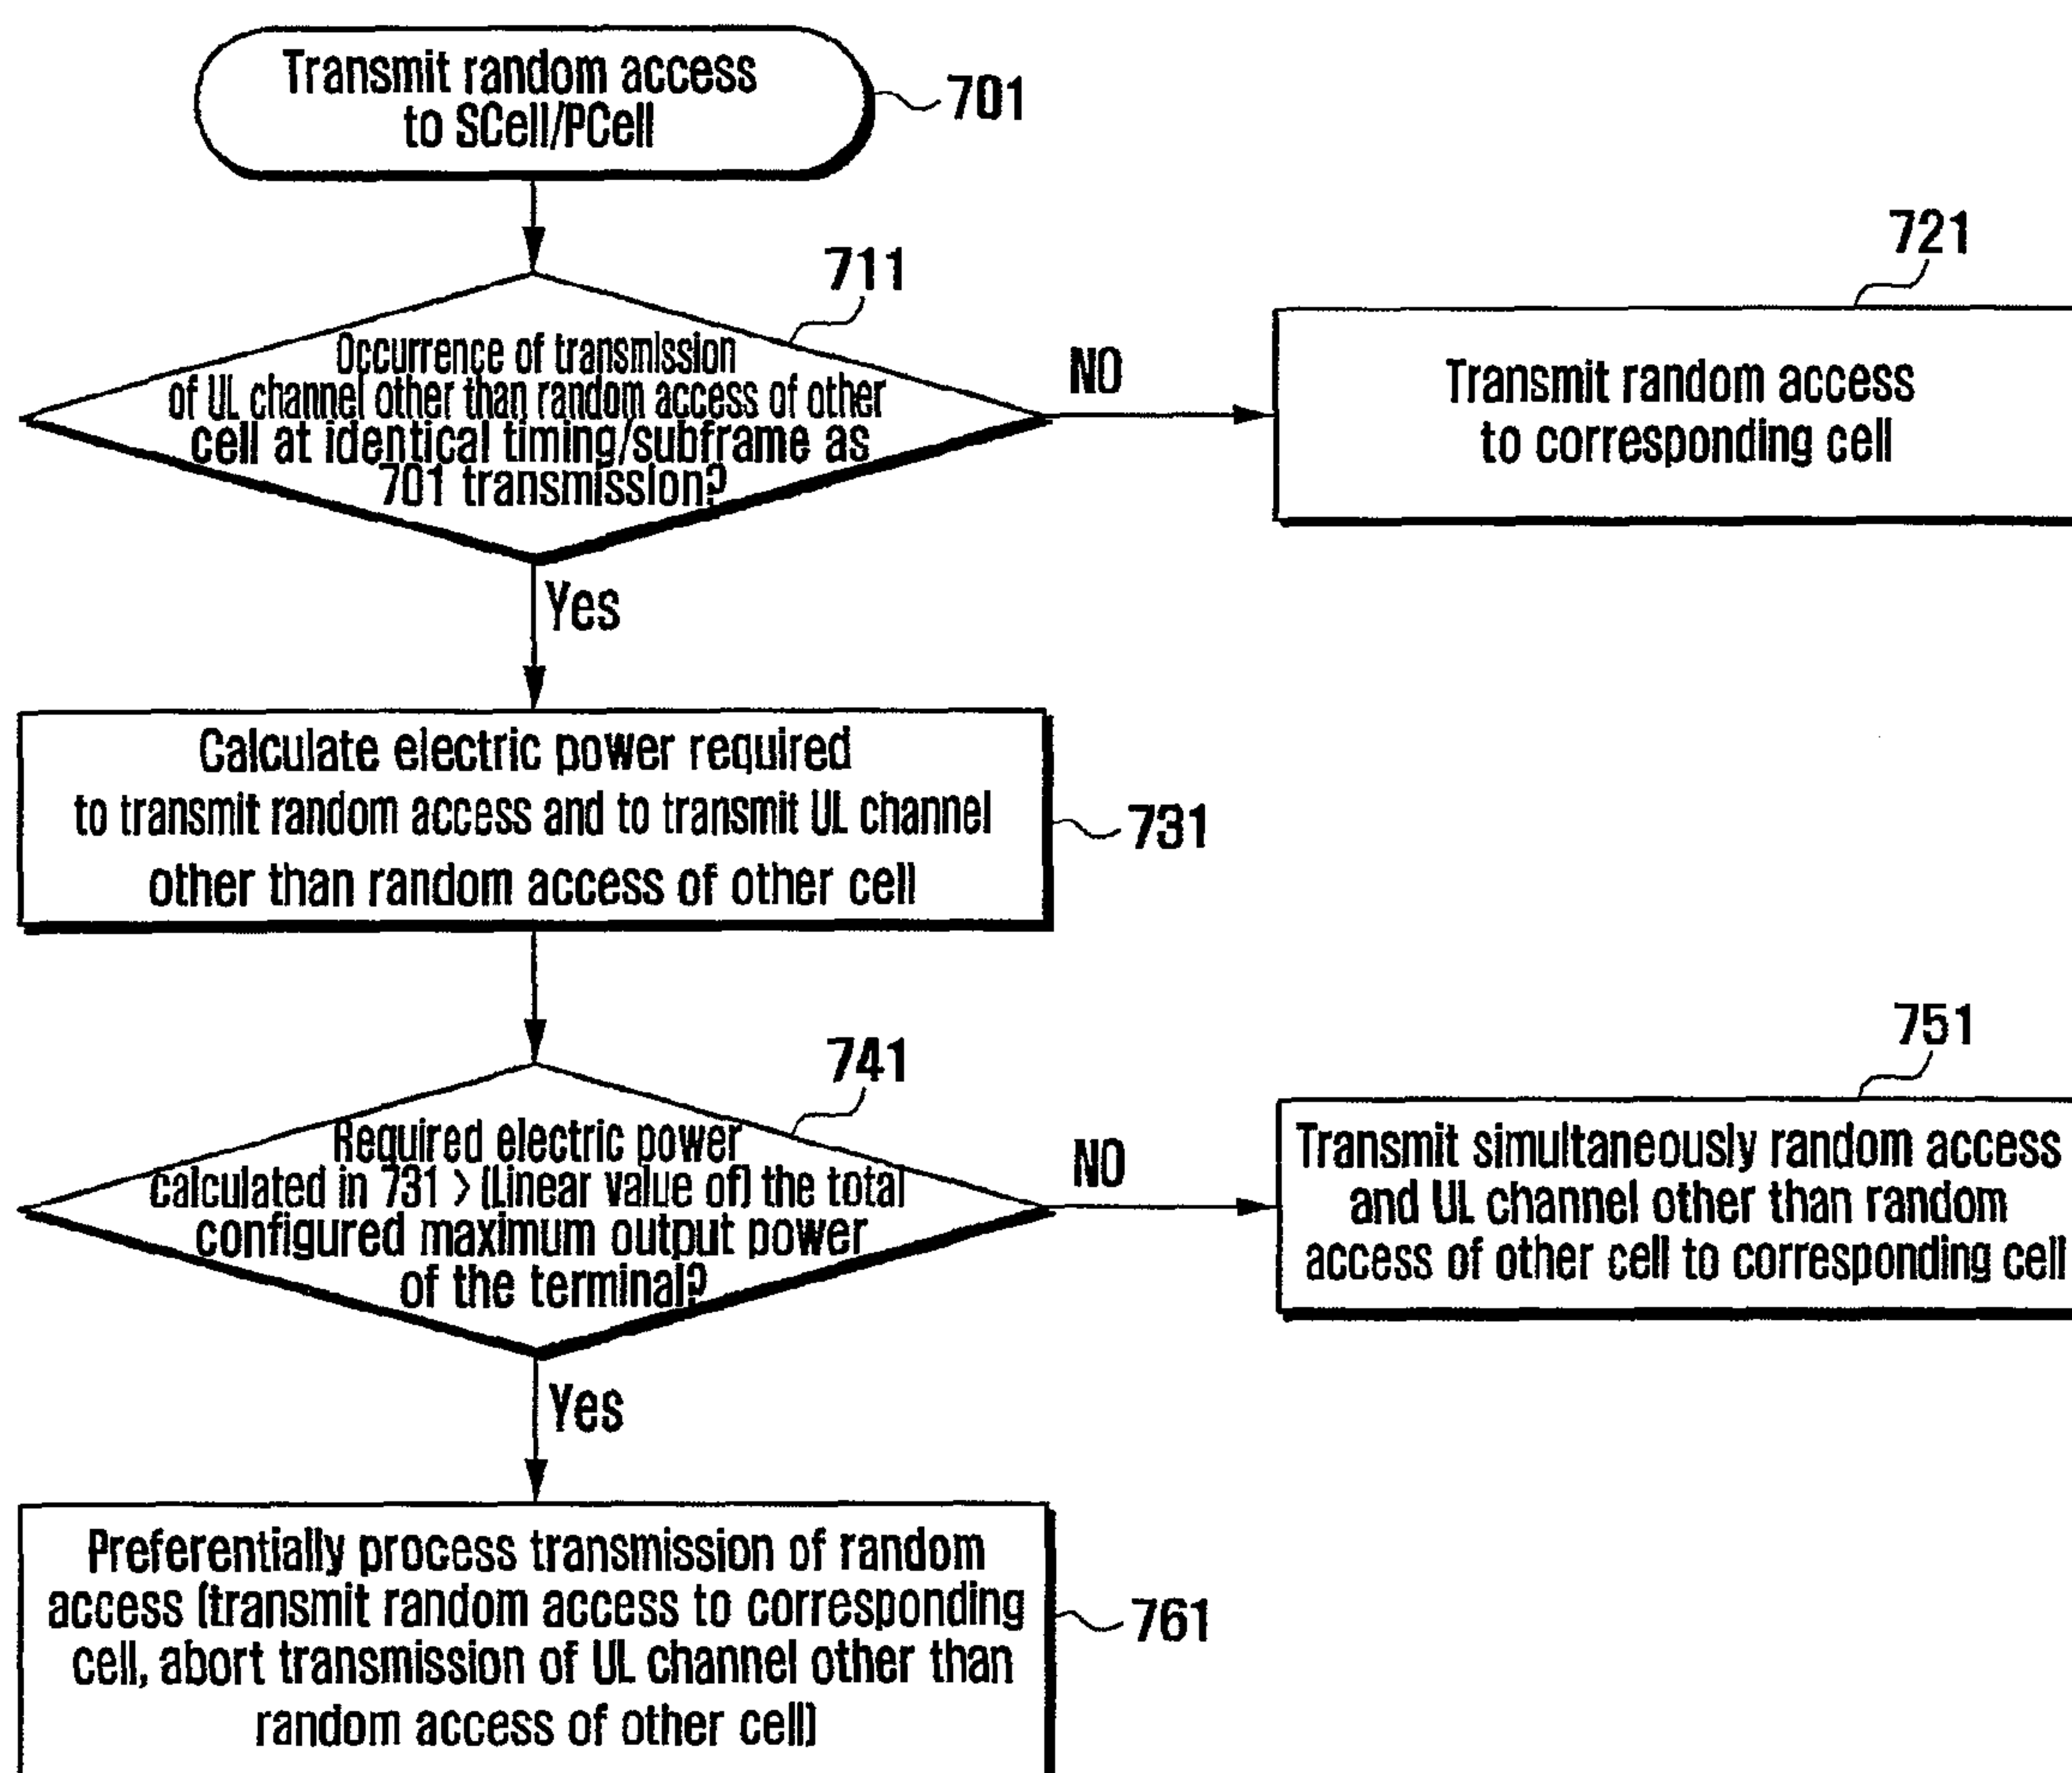 Transmit random access
to SCell/PCell
701
711
Occurrence of transmission
of UL channel other than random access of other
cell at identical timing/subframe as
701 transmission?
NO
721
Transmit random access
to corresponding cell
Yes
Calculate electric power required
to transmit random access and to transmit UL channel
other than random access of other cell
731
741
Required electric power
calculated in 731 > (Linear value of) the total
configured maximum output power
of the terminal?
NO
751
Transmit simultaneously random access
and UL channel other than random
access of other cell to corresponding cell
Yes
Preferentially process transmission of random
access (transmit random access to corresponding
cell, abort transmission of UL channel other than
random access of other cell)
761